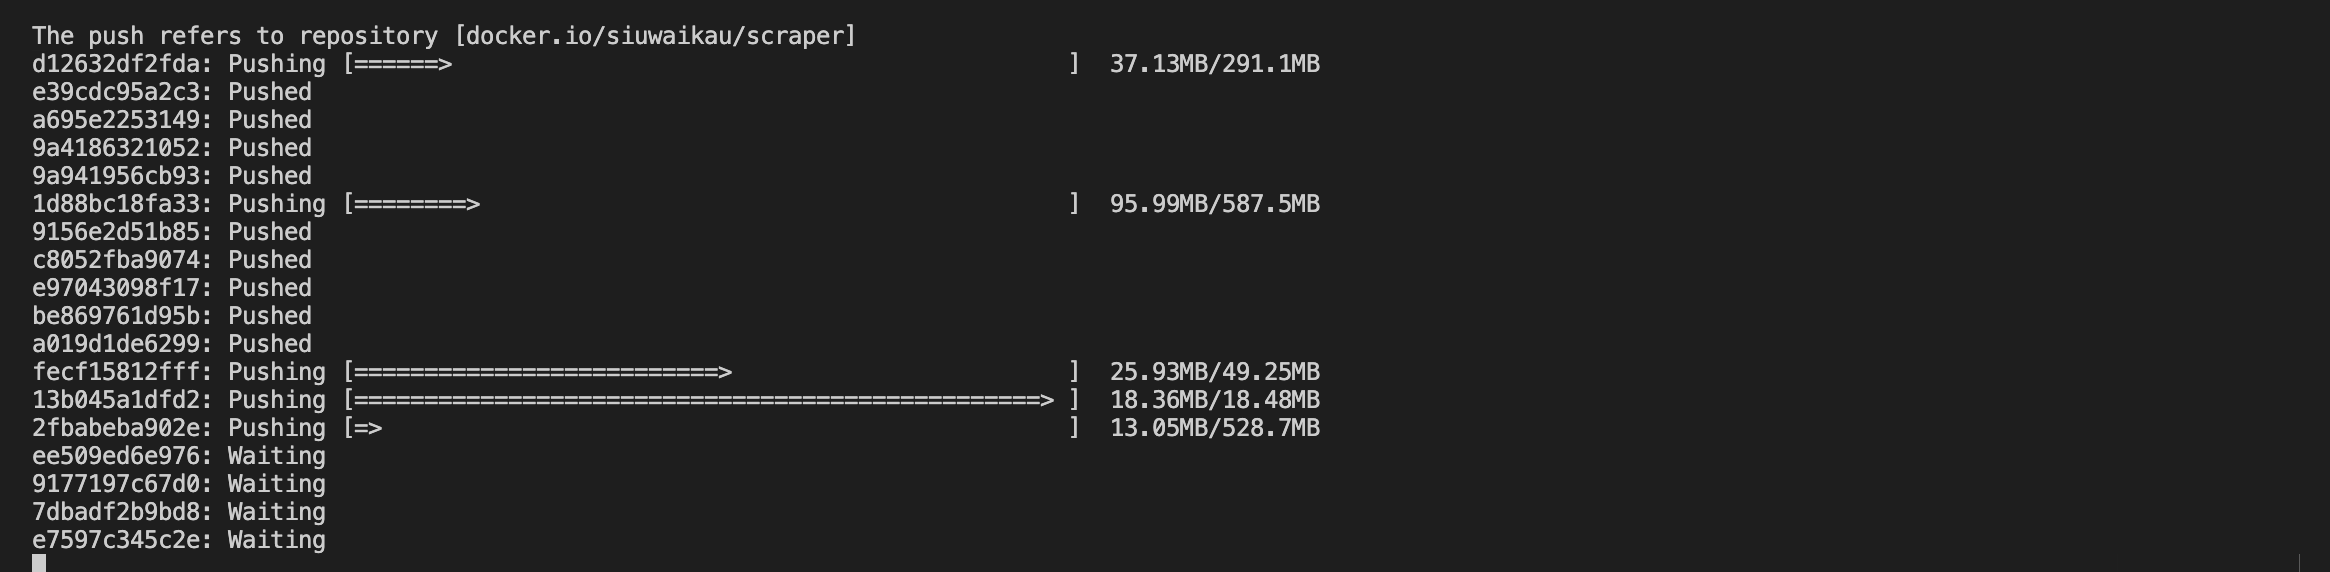 The push refers to repository [docker.io/siuwaikau/scraper]
d12632df2fda: Pushing [======>                                            ]  37.13MB/291.1MB
e39cdc95a2c3: Pushed
a695e2253149: Pushed
9a4186321052: Pushed
9a941956cb93: Pushed
1d88bc18fa33: Pushing [========>                                          ]  95.99MB/587.5MB
9156e2d51b85: Pushed
c8052fba9074: Pushed
e97043098f17: Pushed
be869761d95b: Pushed
a019d1de6299: Pushed
fecf15812fff: Pushing [==========================>                        ]  25.93MB/49.25MB
13b045a1dfd2: Pushing [=================================================> ]  18.36MB/18.48MB
2fbabeba902e: Pushing [=>                                                 ]  13.05MB/528.7MB
ee509ed6e976: Waiting
9177197c67d0: Waiting
7dbadf2b9bd8: Waiting
e7597c345c2e: Waiting